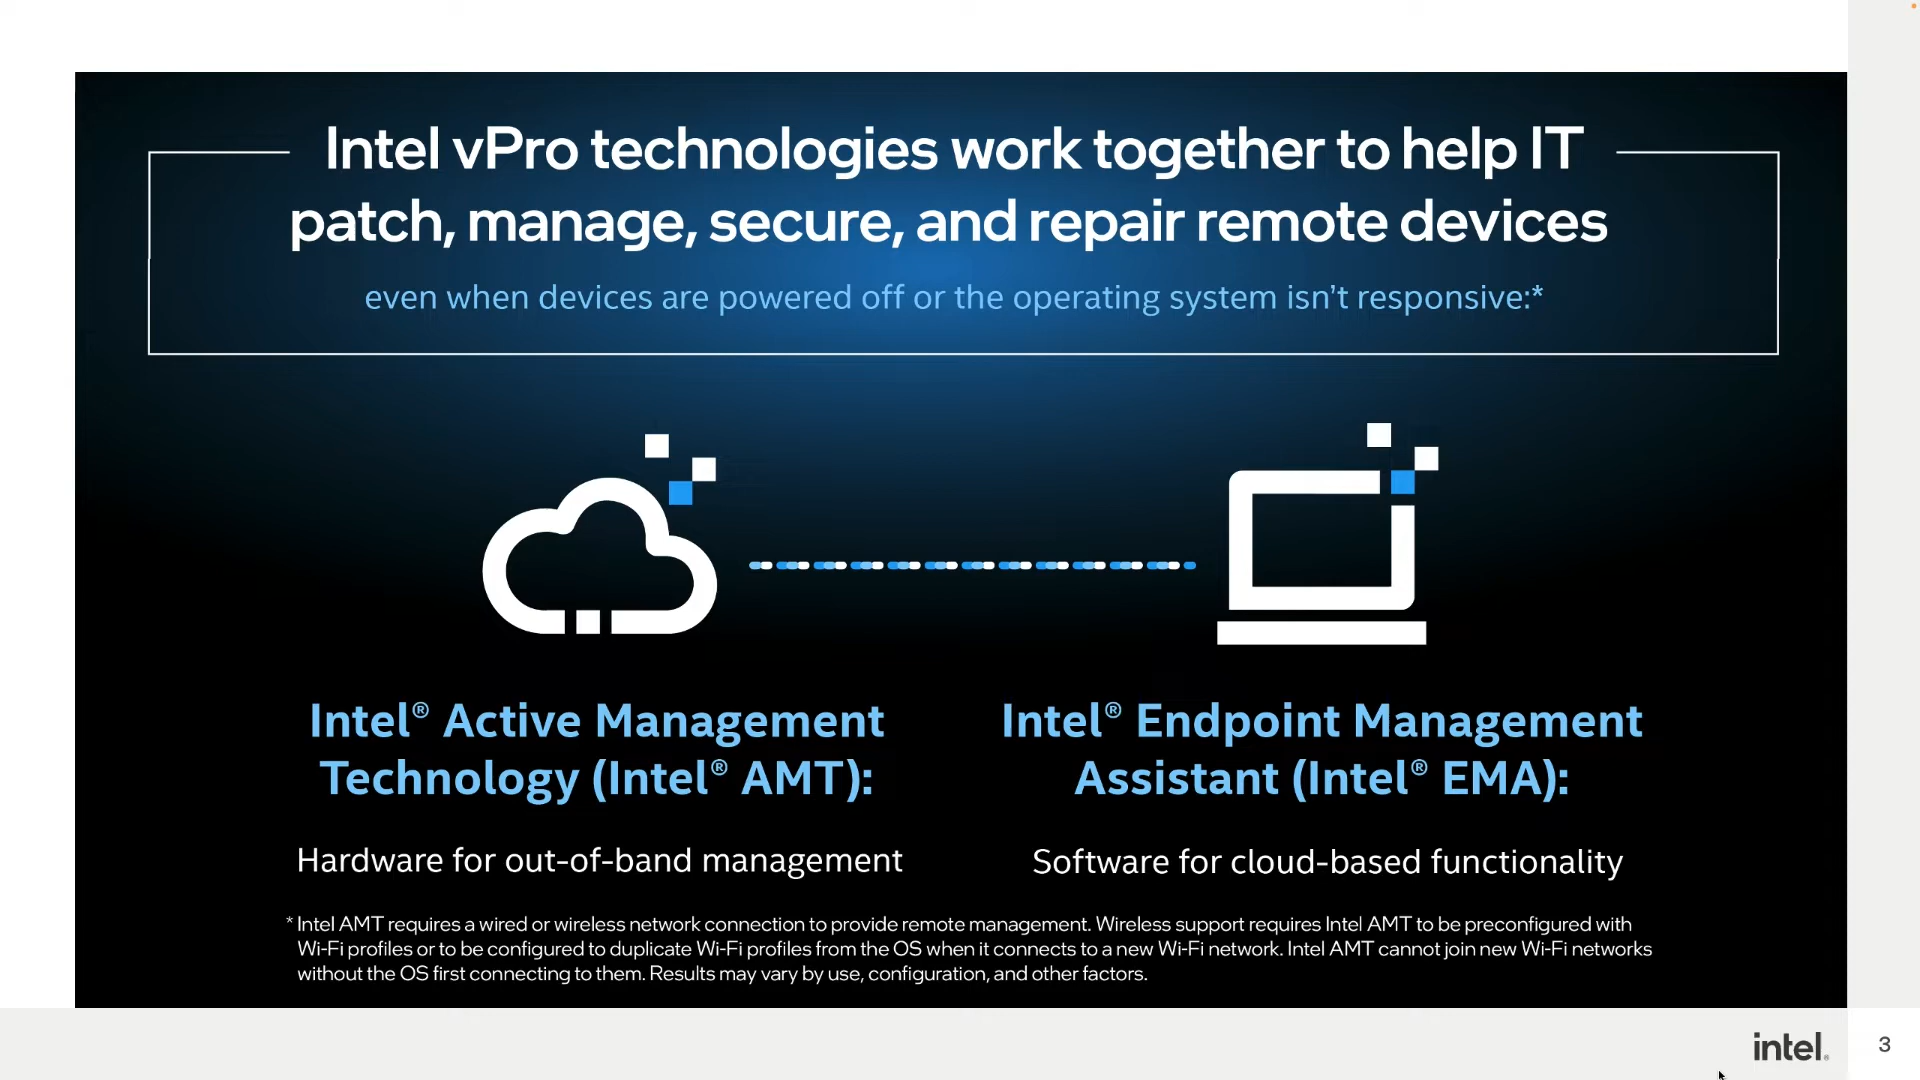 Intel vPro technologies work together to help IT
patch, manage, secure, and repair remote devices
even when devices are powered off or the operating system isn’t responsive:*
Intel® Active Management
Technology (Intel® AMT):
Hardware for out-of-band management
Intel® Endpoint Management
Assistant (Intel® EMA):
Software for cloud-based functionality
* Intel AMT requires a wired or wireless network connection to provide remote management. Wireless support requires Intel AMT to be preconfigured with
Wi-Fi profiles or to be configured to duplicate Wi-Fi profiles from the OS when it connects to a new Wi-Fi network. Intel AMT cannot join new Wi-Fi networks
without the OS first connecting to them. Results may vary by use, configuration, and other factors.
intel.
3